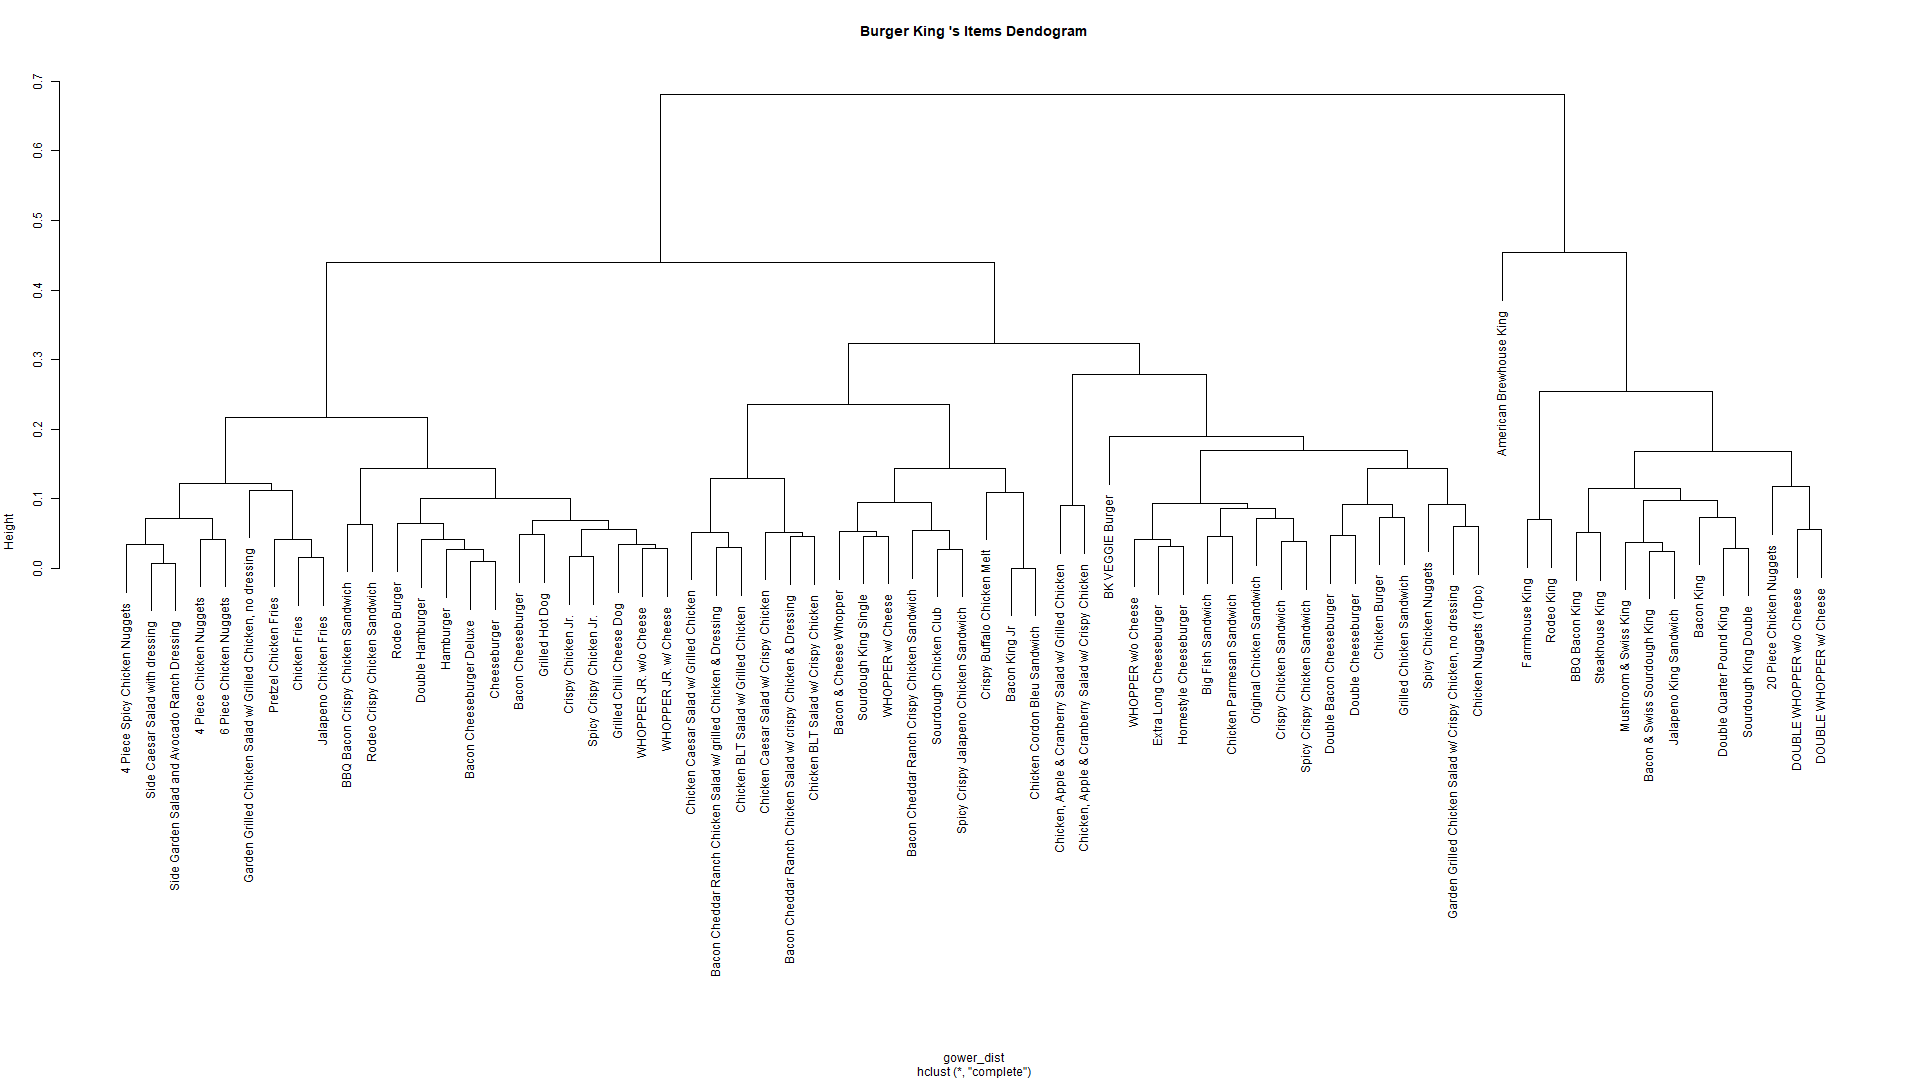 Burger King 's Items Dendogram
Height
0.0
0.1
0.2
0.3
0.4
0.5
0.6
0.7
4 Piece Spicy Chicken Nuggets
Side Caesar Salad with dressing
Side Garden Salad and Avocado Ranch Dressing
4 Piece Chicken Nuggets
6 Piece Chicken Nuggets
Garden Grilled Chicken Salad w/ Grilled Chicken, no dressing
Pretzel Chicken Fries
Chicken Fries
Jalapeno Chicken Fries
BBQ Bacon Crispy Chicken Sandwich
Rodeo Crispy Chicken Sandwich
Rodeo Burger
Double Hamburger
Hamburger
Bacon Cheeseburger Deluxe
Cheeseburger
Bacon Cheeseburger
Grilled Hot Dog
Crispy Chicken Jr.
Spicy Crispy Chicken Jr.
Grilled Chili Cheese Dog
WHOPPER JR. w/o Cheese
WHOPPER JR. w/ Cheese
Chicken Caesar Salad w/ Grilled Chicken
Bacon Cheddar Ranch Chicken Salad w/ grilled Chicken & Dressing
Chicken BLT Salad w/ Grilled Chicken
Chicken Caesar Salad w/ Crispy Chicken
Bacon Cheddar Ranch Chicken Salad w/ crispy Chicken & Dressing
Chicken BLT Salad w/ Crispy Chicken
Bacon & Cheese Whopper
Sourdough King Single
WHOPPER w/ Cheese
Bacon Cheddar Ranch Crispy Chicken Sandwich
Sourdough Chicken Club
Spicy Crispy Jalapeno Chicken Sandwich
Crispy Buffalo Chicken Melt
Bacon King Jr
Chicken Cordon Bleu Sandwich
Chicken, Apple & Cranberry Salad w/ Grilled Chicken
Chicken, Apple & Cranberry Salad w/ Crispy Chicken
BK VEGGIE Burger
WHOPPER w/o Cheese
Extra Long Cheeseburger
Homestyle Cheeseburger
Big Fish Sandwich
Chicken Parmesan Sandwich
Original Chicken Sandwich
Crispy Chicken Sandwich
Spicy Crispy Chicken Sandwich
Double Bacon Cheeseburger
Double Cheeseburger
Chicken Burger
Grilled Chicken Sandwich
Spicy Chicken Nuggets
Garden Grilled Chicken Salad w/ Crispy Chicken, no dressing
Chicken Nuggets (10pc)
American Brewhouse King
Farmhouse King
Rodeo King
BBQ Bacon King
Steakhouse King
Mushroom & Swiss King
Bacon & Swiss Sourdough King
Jalapeno King Sandwich
Bacon King
Double Quarter Pound King
Sourdough King Double
20 Piece Chicken Nuggets
DOUBLE WHOPPER w/o Cheese
DOUBLE WHOPPER w/ Cheese
gower_dist
hclust (*, "complete")